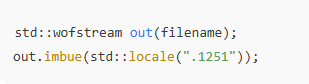 std::wofstream out(filename);
out.imbue(std::locale(".1251"));